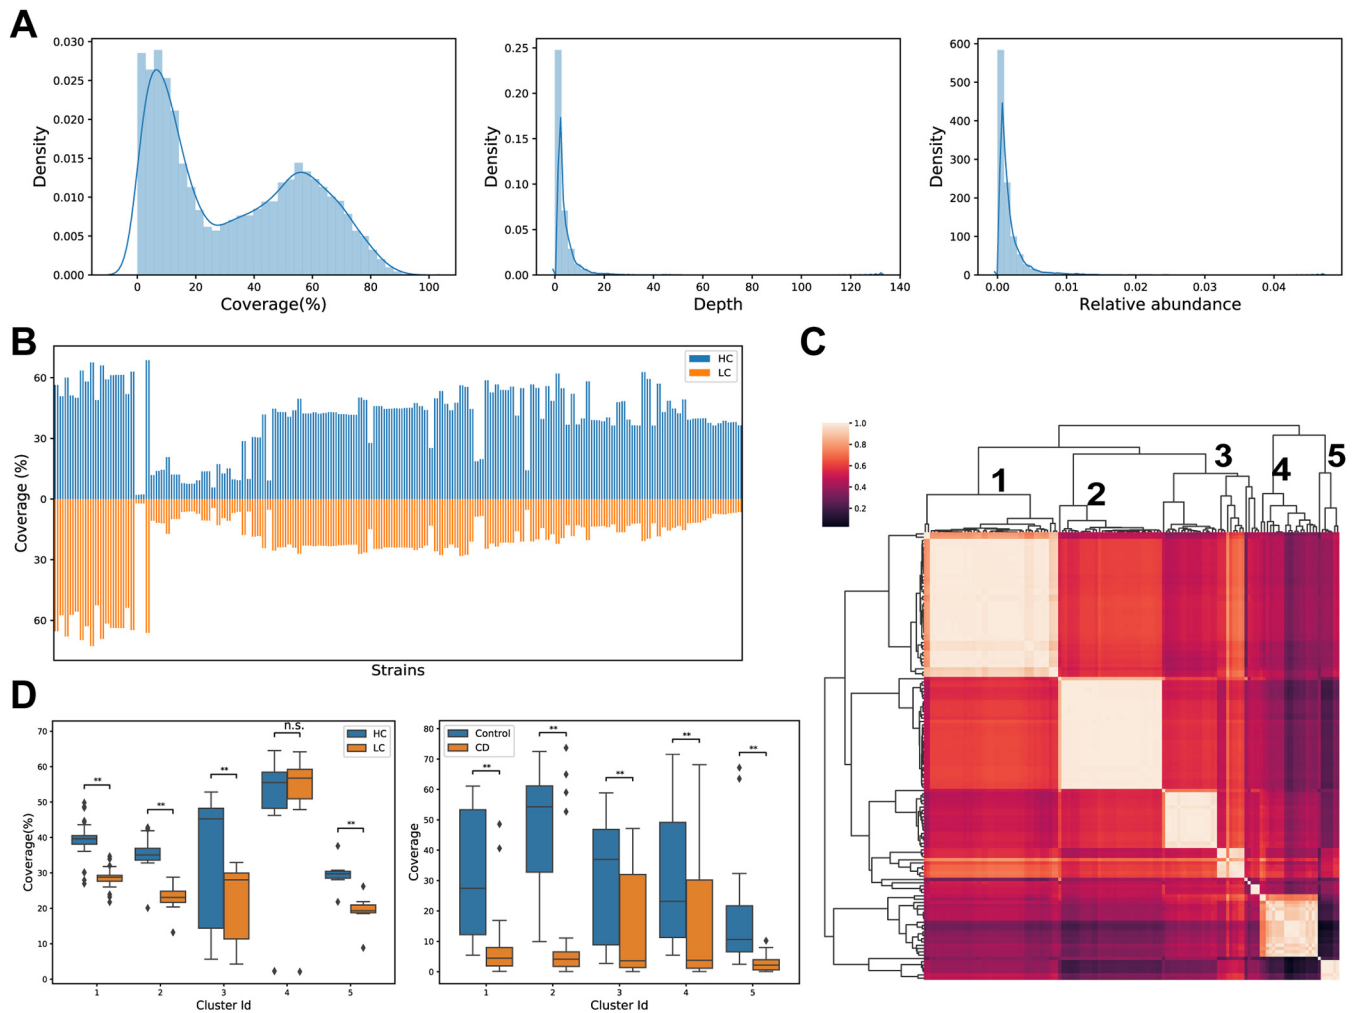 A
0.030
0.025
0.020
0.015
0.010
0.005
0.000
Density
0 20 40 60 80 100
Coverage(%)
0.25
0.20
0.15
0.10
0.05
0.00
Density
0 20 40 60 80 100 120 140
Depth
600
500
400
300
200
100
0
Density
0.00 0.01 0.02 0.03 0.04
Relative abundance
B
HC
LC
60
30
0
30
60
Coverage (%)
Strains
C
1.0
0.8
0.6
0.4
0.2
1 2 3 4 5
D
70
60
50
40
30
20
10
0
Coverage(%)
HC
LC
** ** ** n.s. **
1 2 3 4 5
Cluster Id
80
70
60
50
40
30
20
10
0
Coverage
Control
CD
** ** ** ** **
1 2 3 4 5
Cluster Id